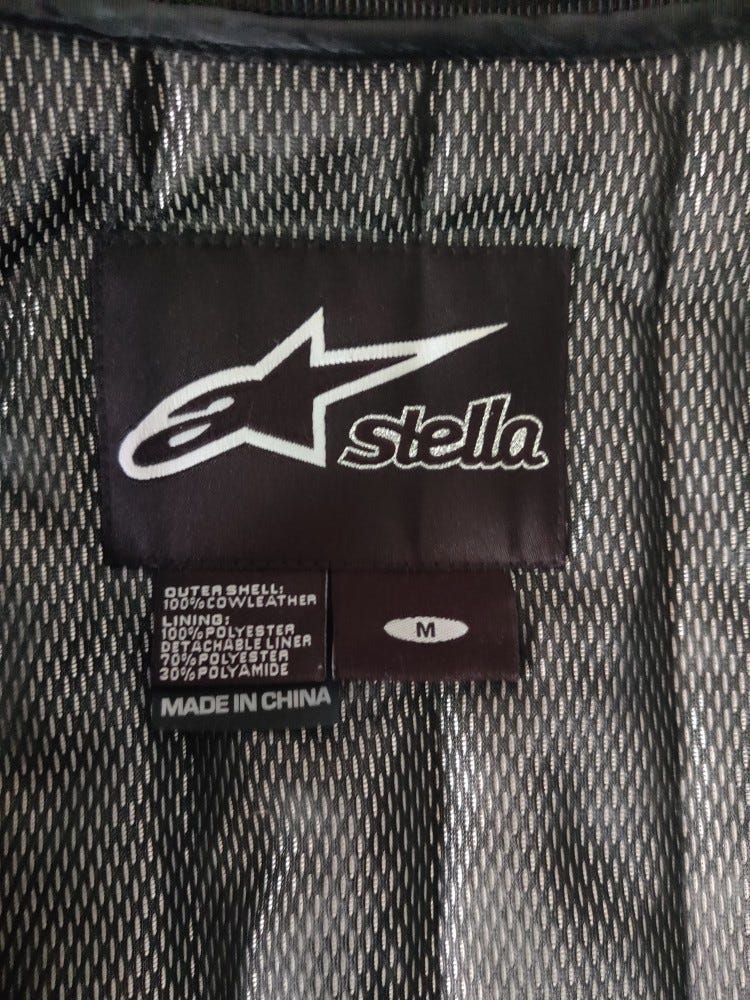 stella
OUTER SHELL:
100% COWLEATHER
LINING:
100% POLYESTER
DETACHABLE LINER
70% POLYESTER
30% POLYAMIDE
M
MADE IN CHINA